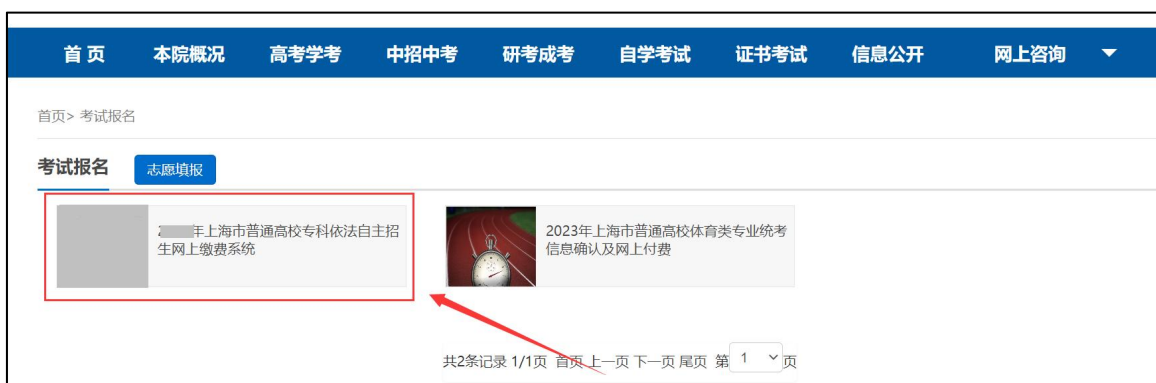 首 页 本院概况 高考学考 中招中考 研考成考 自学考试 证书考试 信息公开 网上咨询
首页> 考试报名
考试报名 志愿填报
年上海市普通高校专科依法自主招
生网上缴费系统
2023年上海市普通高校体育类专业统考
信息确认及网上付费
共2条记录 1/1页 首页 上一页 下一页 尾页 第 1 页